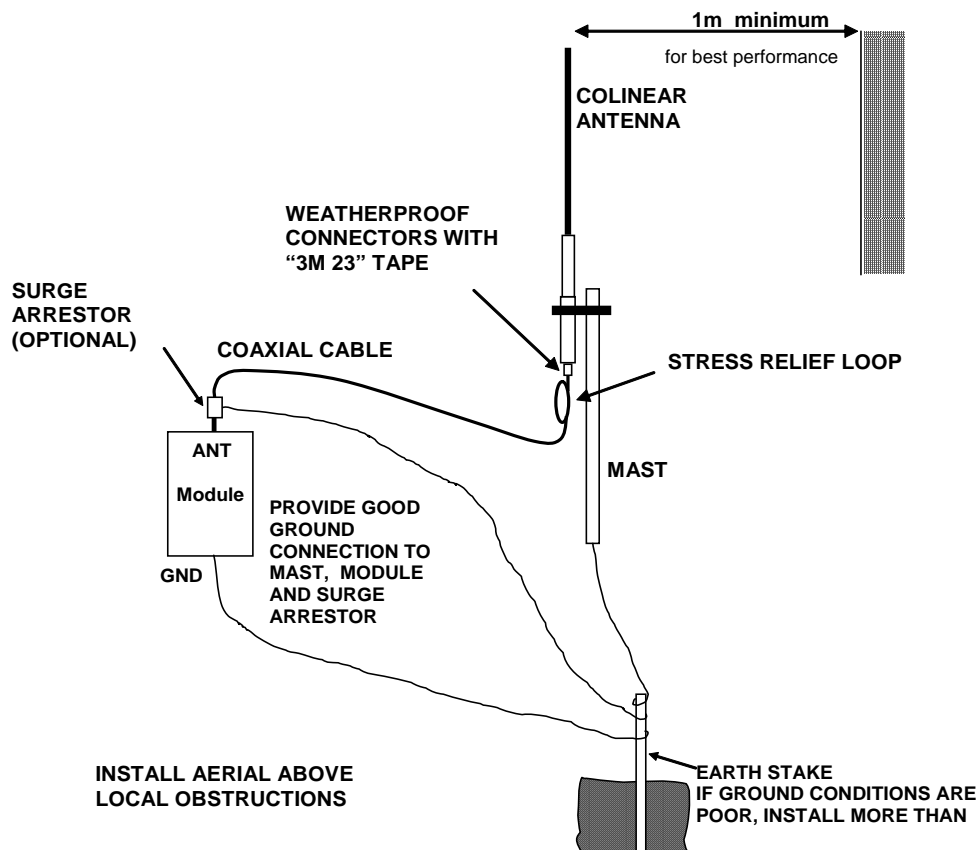 1m minimum
for best performance
COLINEAR
ANTENNA
WEATHERPROOF
CONNECTORS WITH
“3M 23” TAPE
SURGE
ARRESTOR
(OPTIONAL)
COAXIAL CABLE
STRESS RELIEF LOOP
ANT
Module
MAST
PROVIDE GOOD
GROUND
CONNECTION TO
MAST, MODULE
AND SURGE
ARRESTOR
GND
INSTALL AERIAL ABOVE
LOCAL OBSTRUCTIONS
EARTH STAKE
IF GROUND CONDITIONS ARE
POOR, INSTALL MORE THAN